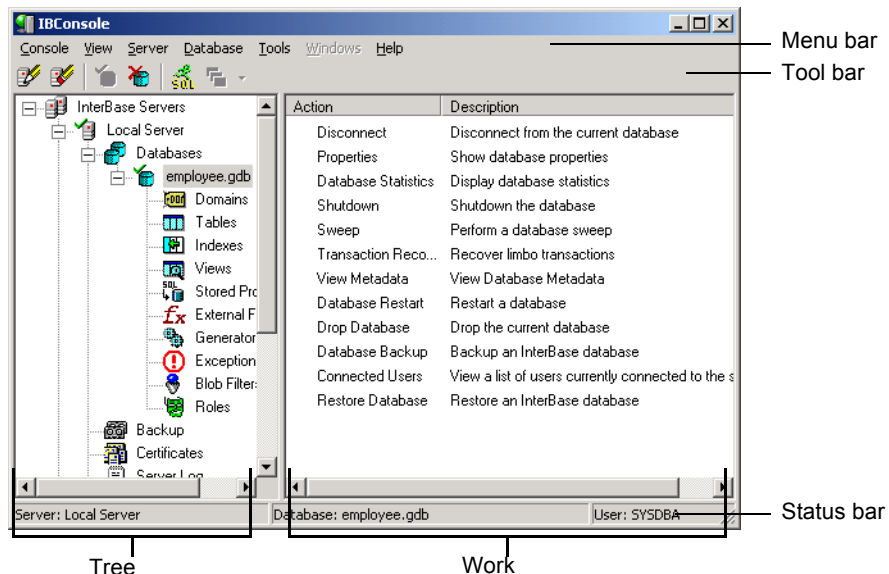 IBConsole
Console View Server Database Tools Windows Help
Menu bar
Tool bar
SQL
InterBase Servers
Local Server
Databases
employee.gdb
Domains
Tables
Indexes
Views
Stored Pro
External F
Generator
Exception
Blob Filter
Roles
Backup
Certificates
Server Log
Action Description
Disconnect Disconnect from the current database
Properties Show database properties
Database Statistics Display database statistics
Shutdown Shutdown the database
Sweep Perform a database sweep
Transaction Reco... Recover limbo transactions
View Metadata View Database Metadata
Database Restart Restart a database
Drop Database Drop the current database
Database Backup Backup an InterBase database
Connected Users View a list of users currently connected to the s
Restore Database Restore an InterBase database
Server: Local Server Database: employee.gdb User: SYSDBA
Status bar
Tree Work